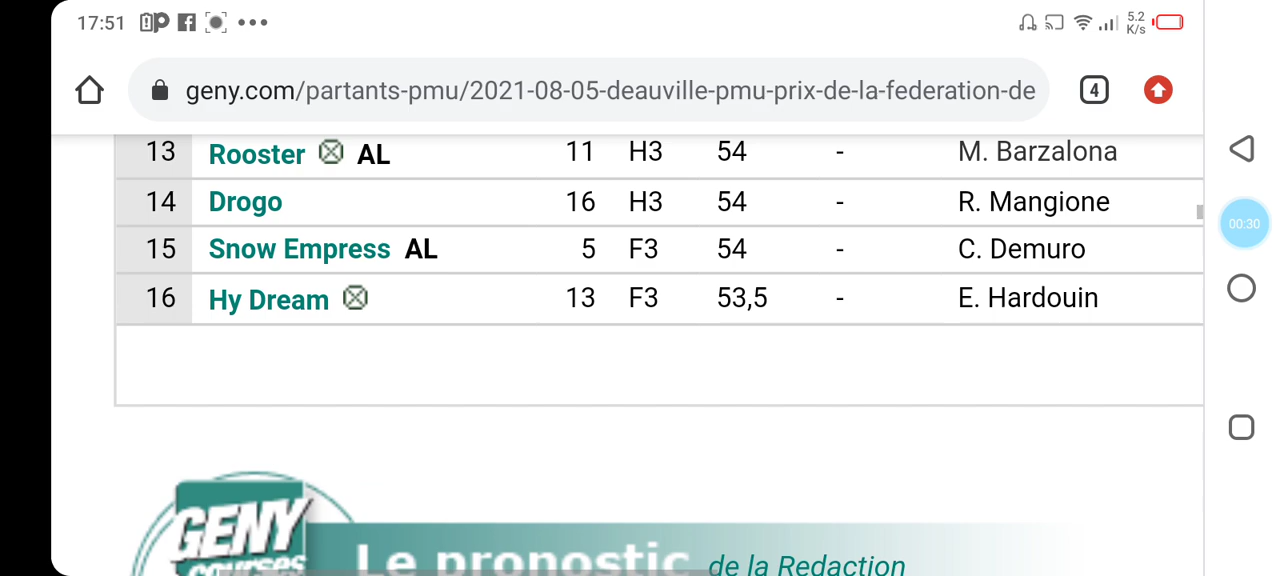 17:51 5.2 K/s
geny.com/partants-pmu/2021-08-05-deauville-pmu-prix-de-la-federation-de 4
13 Rooster AL 11 H3 54 - M. Barzalona
14 Drogo 16 H3 54 - R. Mangione
00:30
15 Snow Empress AL 5 F3 54 - C. Demuro
16 Hy Dream 13 F3 53,5 - E. Hardouin
GENY
courses
Le pronostic de la Redaction